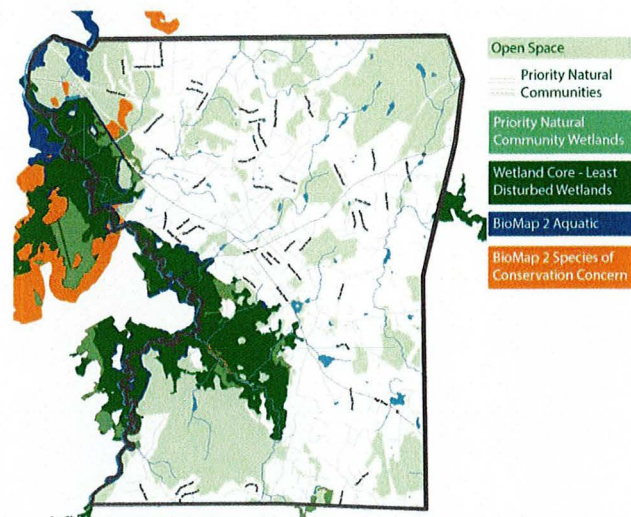 Open Space
Priority Natural
Communities
Priority Natural
Community Wetlands
Wetland Core - Least
Disturbed Wetlands
BioMap 2 Aquatic
BioMap 2 Species of
Conservation Concern